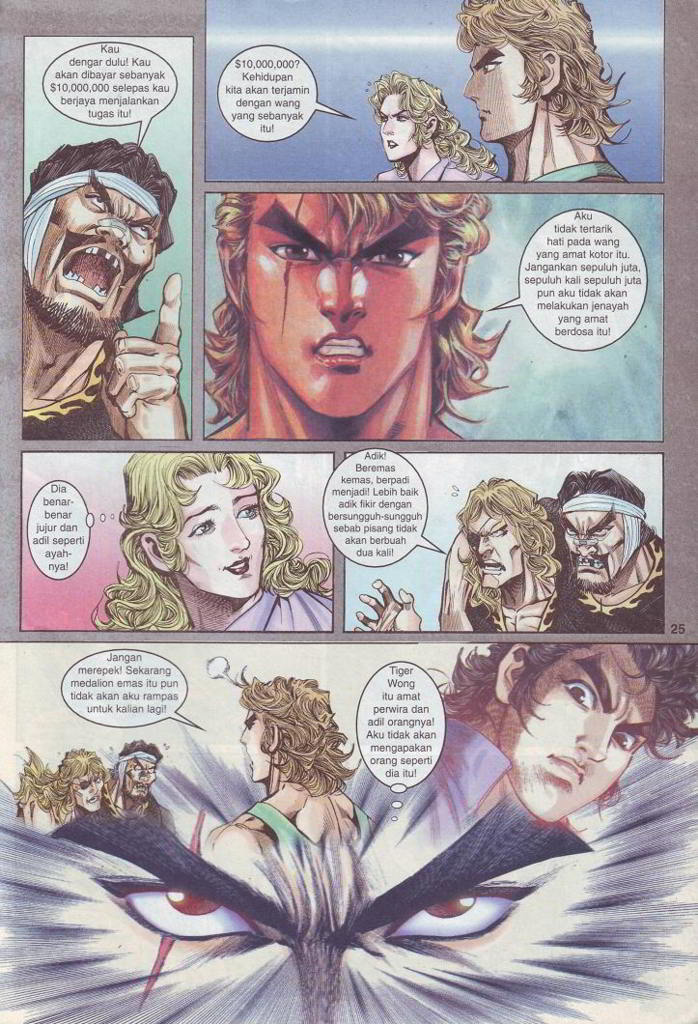 Kau
dengar dulu! Kau
akan dibayar sebanyak
$10,000,000 selepas kau
berjaya menjalankan
tugas itu!
$10,000,000?
Kehidupan
kita akan terjamin
dengan wang
yang sebanyak
itu!
Aku
tidak tertarik
hati pada wang
yang amat kotor itu.
Jangankan sepuluh juta,
sepuluh kali sepuluh juta
pun aku tidak akan
melakukan jenayah
yang amat
berdosa itu!
Dia
benar-
benar
jujur dan
adil seperti
ayah-
nya!
Adik!
Beremas
kemas, berpadi
menjadi! Lebih baik
adik fikir dengan
bersungguh-sungguh
sebab pisang tidak
akan berbuah
dua kali!
25
Jangan
merepek! Sekarang
medalion emas itu pun
tidak akan aku rampas
untuk kalian lagi!
Tiger
Wong
itu amat
perwira dan
adil orangnya!
Aku tidak akan
mengapakan
orang seperti
dia itu!